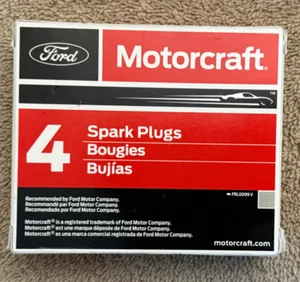 Ford
Motorcraft®
™
4
Spark Plugs
Bougies
Bujías
Recommended by Ford Motor Company.
Recommandé par Ford Motor Company.
Recomendado por Ford Motor Company.
Motorcraft® is a registered trademark of Ford Motor Company.
Motorcraft® est une marque déposée de Ford Motor Company.
Motorcraft® es una marca comercial registrada de Ford Motor Company.
motorcraft.com